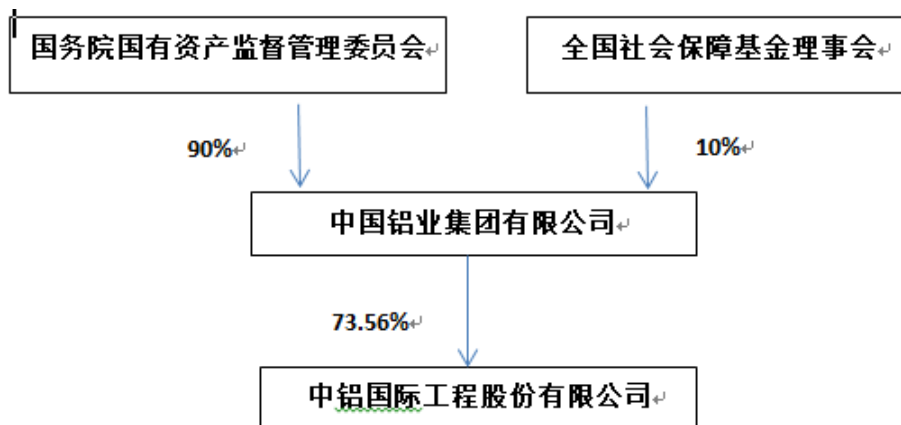 国务院国有资产监督管理委员会
全国社会保障基金理事会
90%
10%
中国铝业集团有限公司
73.56%
中铝国际工程股份有限公司